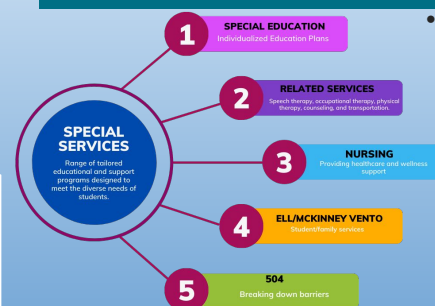 SPECIAL
SERVICES
Range of tailored
educational and support
programs designed to
meet the diverse needs of
students.
1
SPECIAL EDUCATION
Individualized Education Plans
2
RELATED SERVICES
Speech therapy, occupational therapy, physical
therapy, counseling, and transportation.
3
NURSING
Providing healthcare and wellness
support
4
ELL/MCKINNEY VENTO
Student/family services
5
504
Breaking down barriers